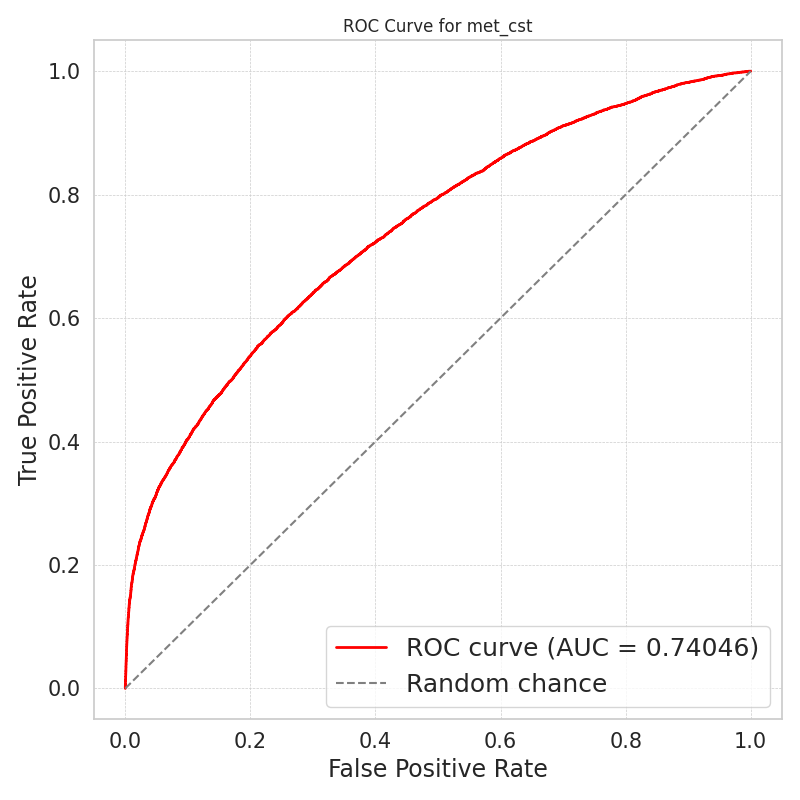 ROC Curve for met_cst
1.0
0.8
0.6
0.4
0.2
0.0
True Positive Rate
ROC curve (AUC = 0.74046)
Random chance
0.0 0.2 0.4 0.6 0.8 1.0
False Positive Rate